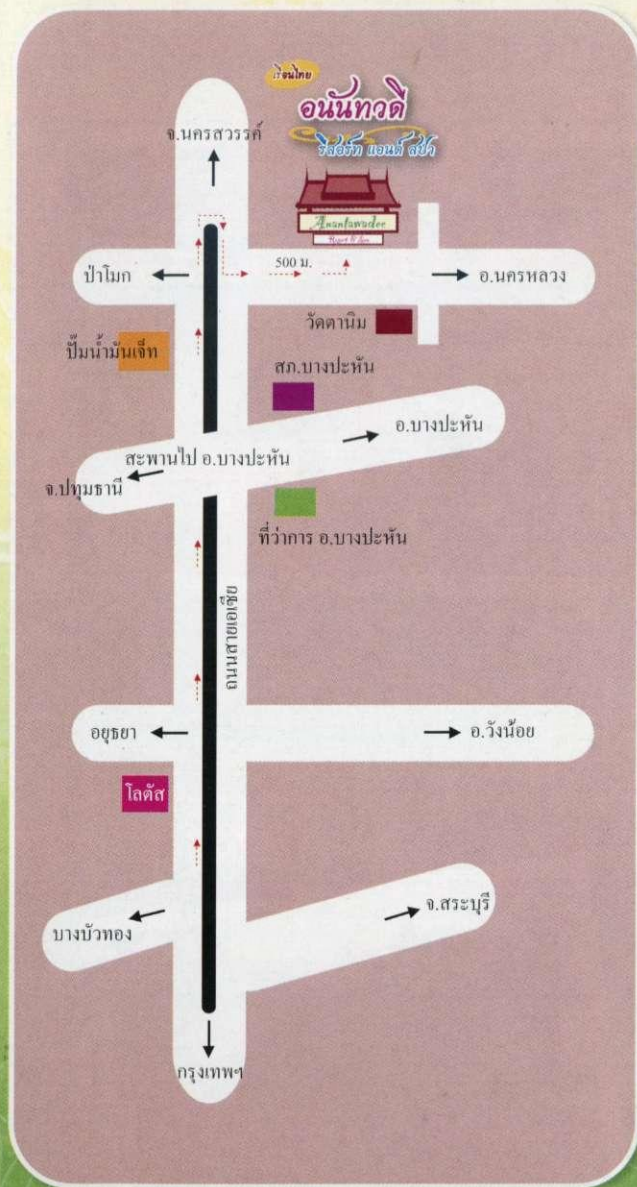 เรือนไทย
อนันทวดี
รีสอร์ท แอนด์ สปา
จ.นครสวรรค์
Anantawadee
Resort & Spa
ป่าโมก
500 ม.
อ.นครหลวง
วัดตานิม
ปั๊มน้ำมันเจ็ท
สภ.บางปะหัน
อ.บางปะหัน
สะพานไป อ.บางปะหัน
จ.ปทุมธานี
ที่ว่าการ อ.บางปะหัน
ถนนสายเอเซีย
อยุธยา
อ.วังน้อย
โลตัส
จ.สระบุรี
บางบัวทอง
กรุงเทพฯ